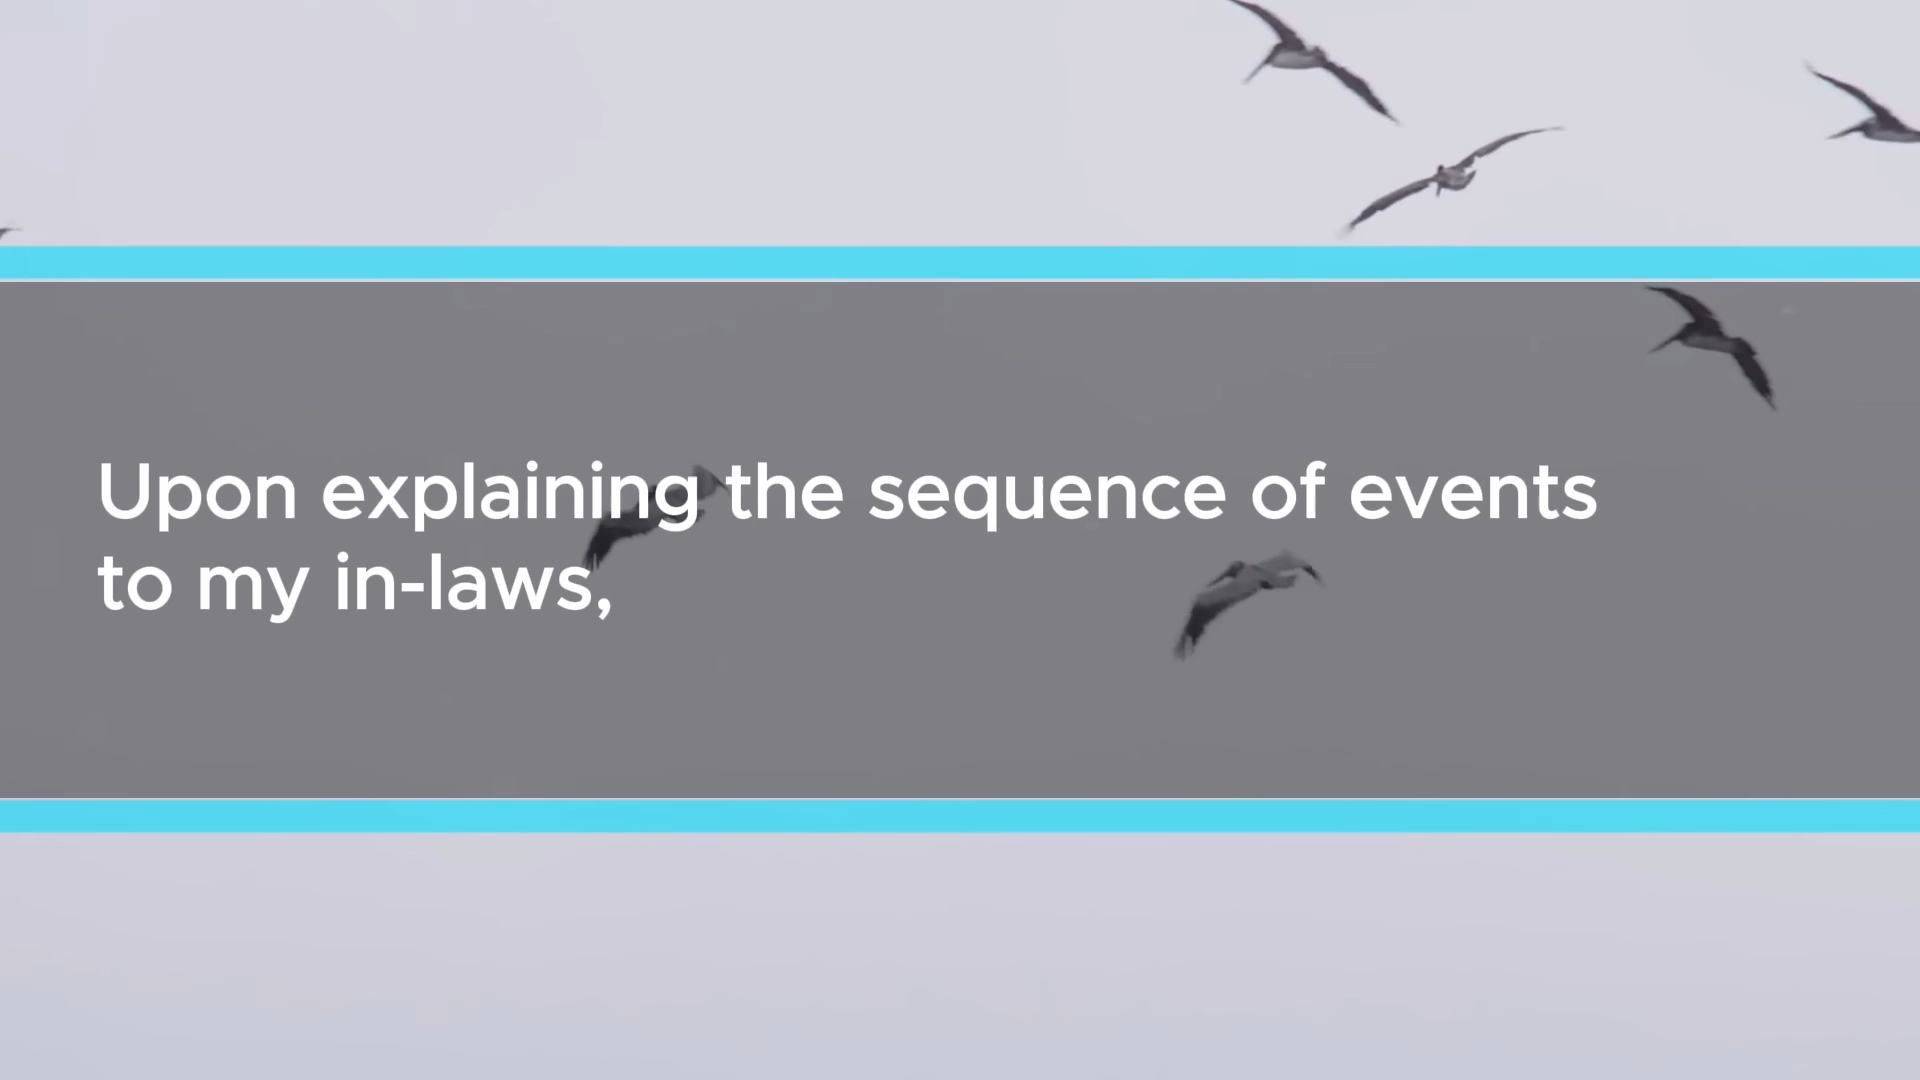 Upon explaining the sequence of events
to my in-laws,